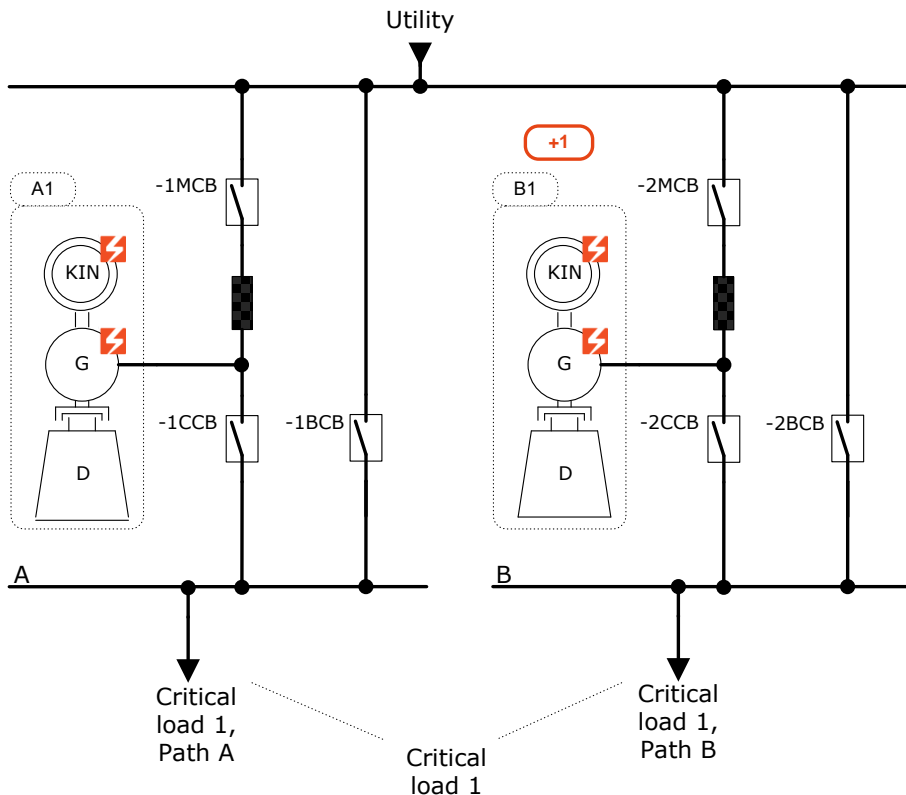 Utility
+1
A1
-1MCB
B1
-2MCB
KIN
KIN
G
G
-1CCB
-1BCB
-2CCB
-2BCB
D
D
A
B
Critical
load 1,
Path A
Critical
load 1,
Path B
Critical
load 1